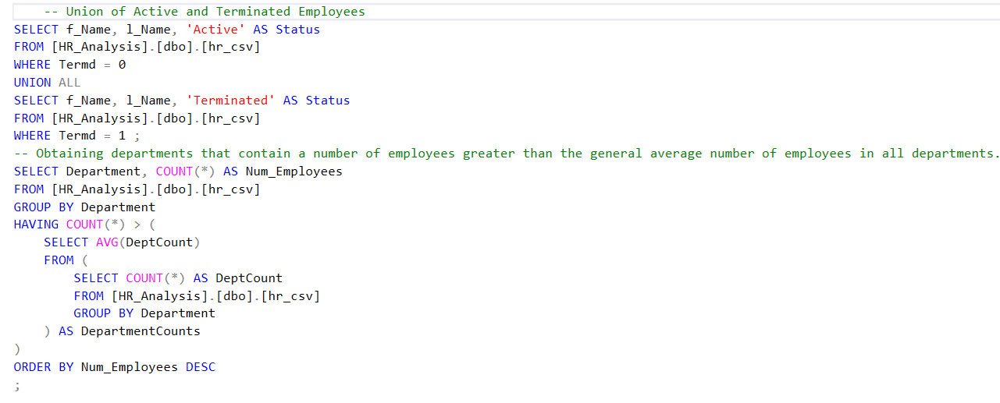 -- Union of Active and Terminated Employees
SELECT f_Name, l_Name, 'Active' AS Status
FROM [HR_Analysis].[dbo].[hr_csv]
WHERE Termd = 0
UNION ALL
SELECT f_Name, l_Name, 'Terminated' AS Status
FROM [HR_Analysis].[dbo].[hr_csv]
WHERE Termd = 1 ;
-- Obtaining departments that contain a number of employees greater than the general average number of employees in all departments.
SELECT Department, COUNT(*) AS Num_Employees
FROM [HR_Analysis].[dbo].[hr_csv]
GROUP BY Department
HAVING COUNT(*) > (
    SELECT AVG(DeptCount)
    FROM (
        SELECT COUNT(*) AS DeptCount
        FROM [HR_Analysis].[dbo].[hr_csv]
        GROUP BY Department
    ) AS DepartmentCounts
)
ORDER BY Num_Employees DESC
;